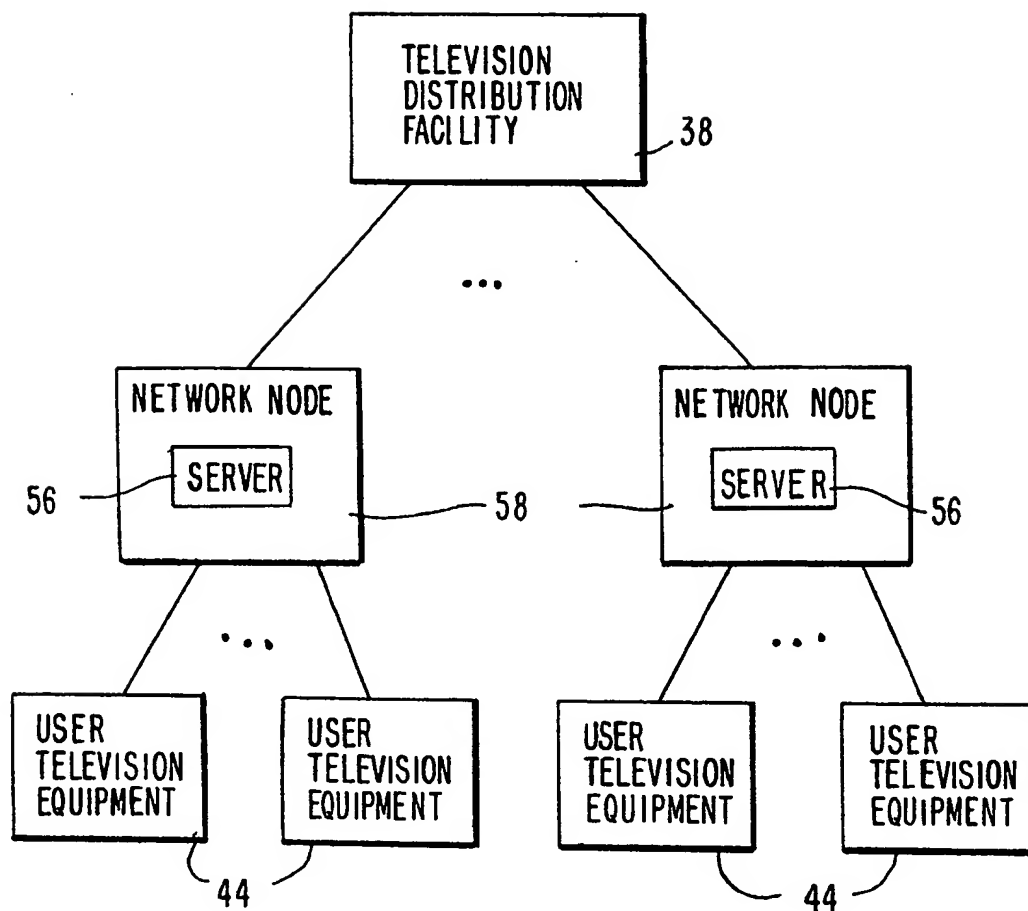 TELEVISION
DISTRIBUTION
FACILITY
38
...
NETWORK NODE
SERVER
56
58
NETWORK NODE
SERVER
56
...
...
USER
TELEVISION
EQUIPMENT
USER
TELEVISION
EQUIPMENT
USER
TELEVISION
EQUIPMENT
USER
TELEVISION
EQUIPMENT
44
44